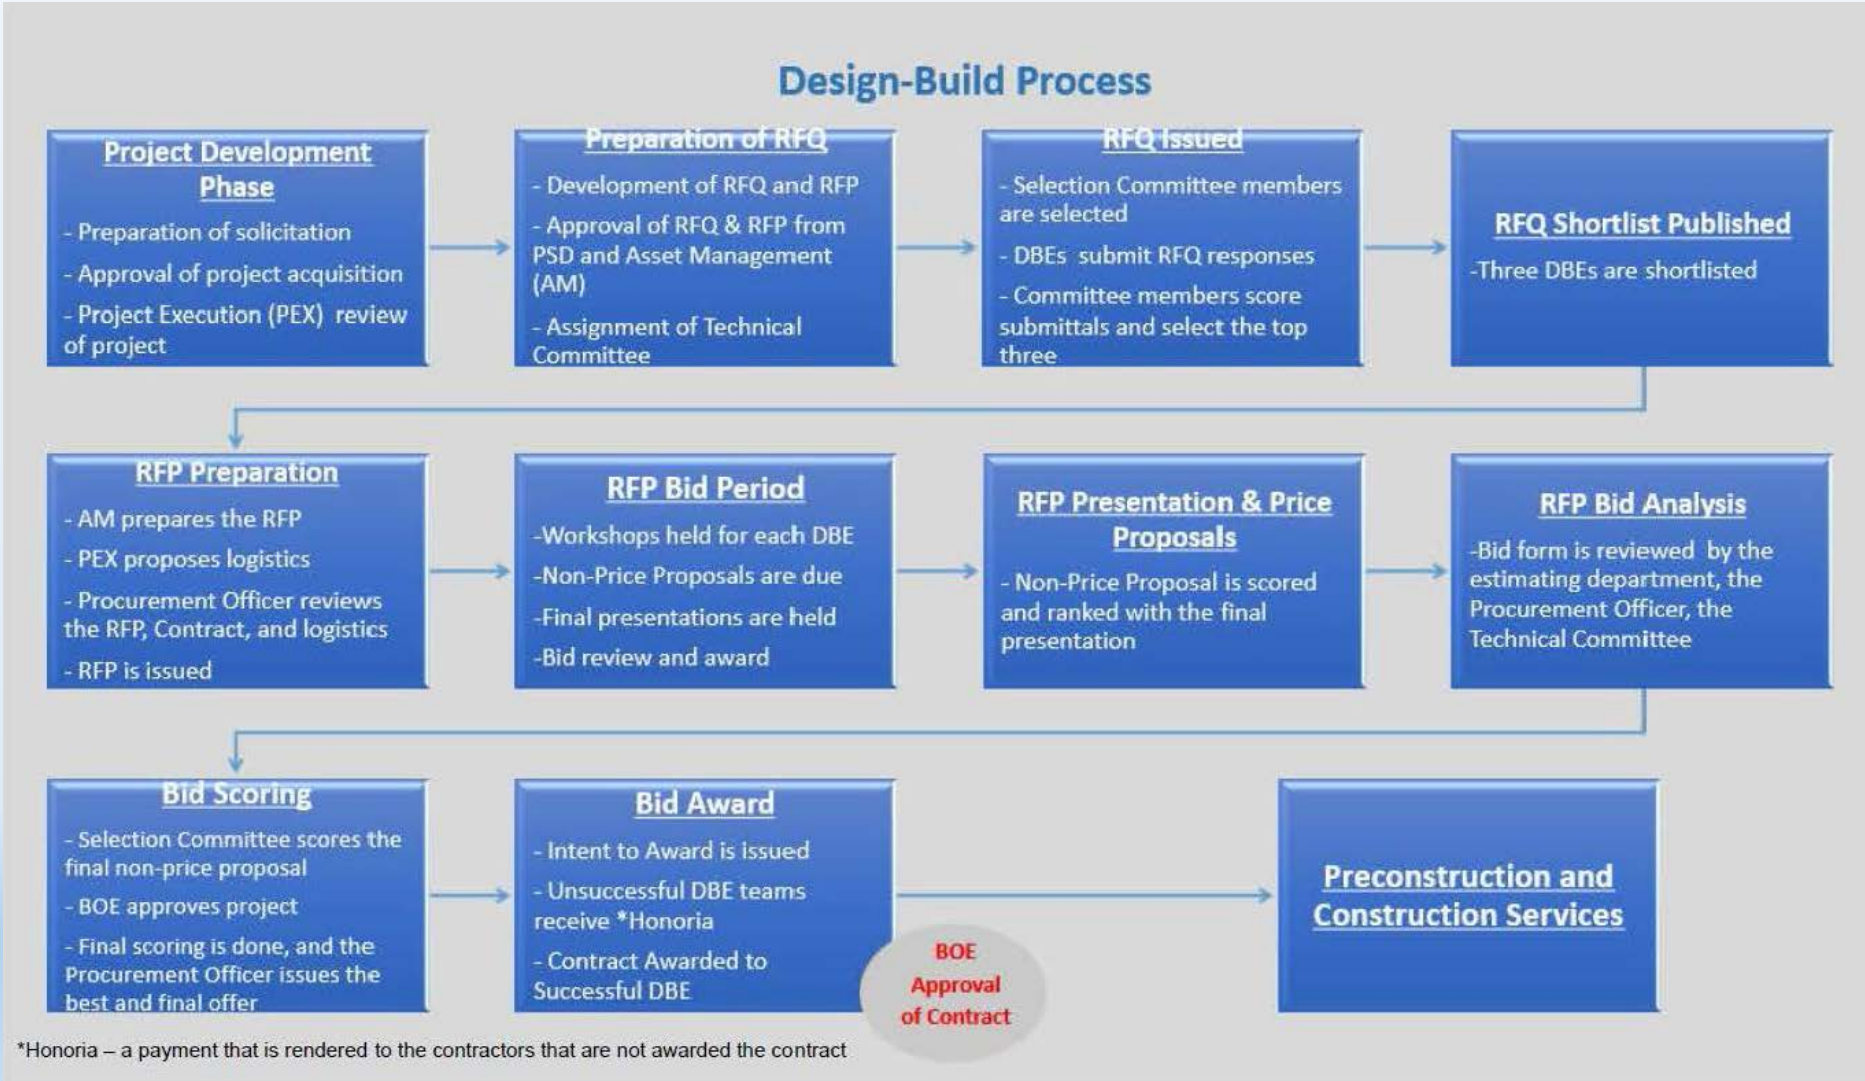 Design-Build Process
Project Development
Phase
- Preparation of solicitation
- Approval of project acquisition
- Project Execution (PEX) review
of project
Preparation of RFQ
- Development of RFQ and RFP
- Approval of RFQ & RFP from
PSD and Asset Management
(AM)
- Assignment of Technical
Committee
RFQ Issued
- Selection Committee members
are selected
- DBEs submit RFQ responses
- Committee members score
submittals and select the top
three
RFQ Shortlist Published
-Three DBEs are shortlisted
RFP Preparation
- AM prepares the RFP
- PEX proposes logistics
- Procurement Officer reviews
the RFP, Contract, and logistics
- RFP is issued
RFP Bid Period
-Workshops held for each DBE
-Non-Price Proposals are due
-Final presentations are held
-Bid review and award
RFP Presentation & Price
Proposals
- Non-Price Proposal is scored
and ranked with the final
presentation
RFP Bid Analysis
-Bid form is reviewed by the
estimating department, the
Procurement Officer, the
Technical Committee
Bid Scoring
- Selection Committee scores the
final non-price proposal
- BOE approves project
- Final scoring is done, and the
Procurement Officer issues the
best and final offer
Bid Award
- Intent to Award is issued
- Unsuccessful DBE teams
receive *Honoria
- Contract Awarded to
Successful DBE
BOE
Approval
of Contract
Preconstruction and
Construction Services
*Honoria – a payment that is rendered to the contractors that are not awarded the contract